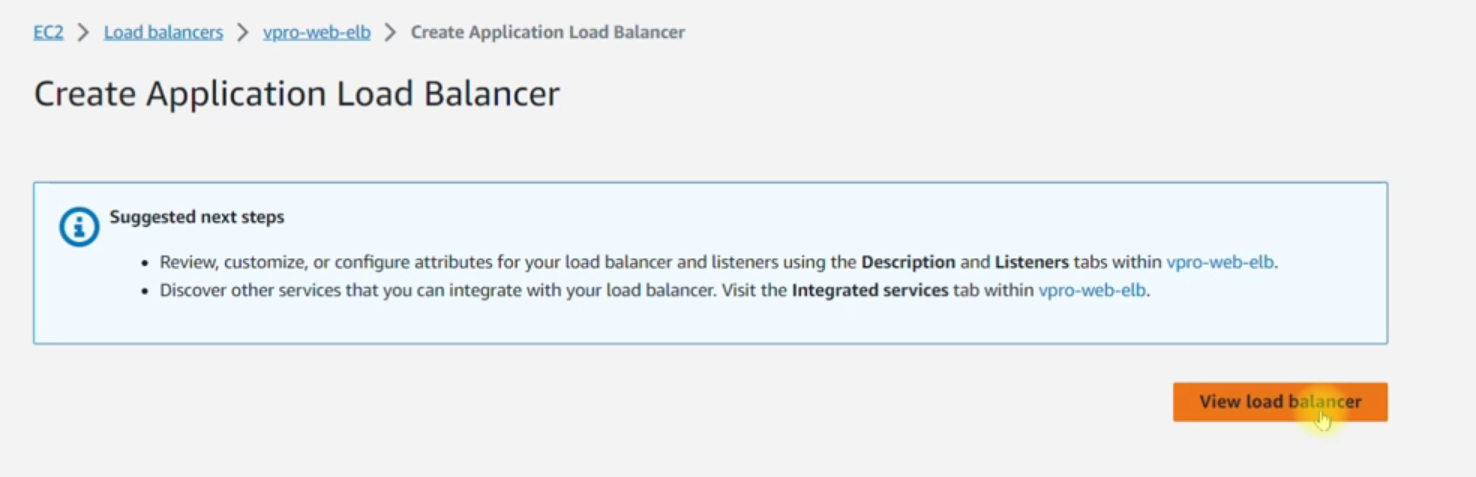 EC2 > Load balancers > vpro-web-elb > Create Application Load Balancer
Create Application Load Balancer
Suggested next steps
• Review, customize, or configure attributes for your load balancer and listeners using the Description and Listeners tabs within vpro-web-elb.
• Discover other services that you can integrate with your load balancer. Visit the Integrated services tab within vpro-web-elb.
View load balancer